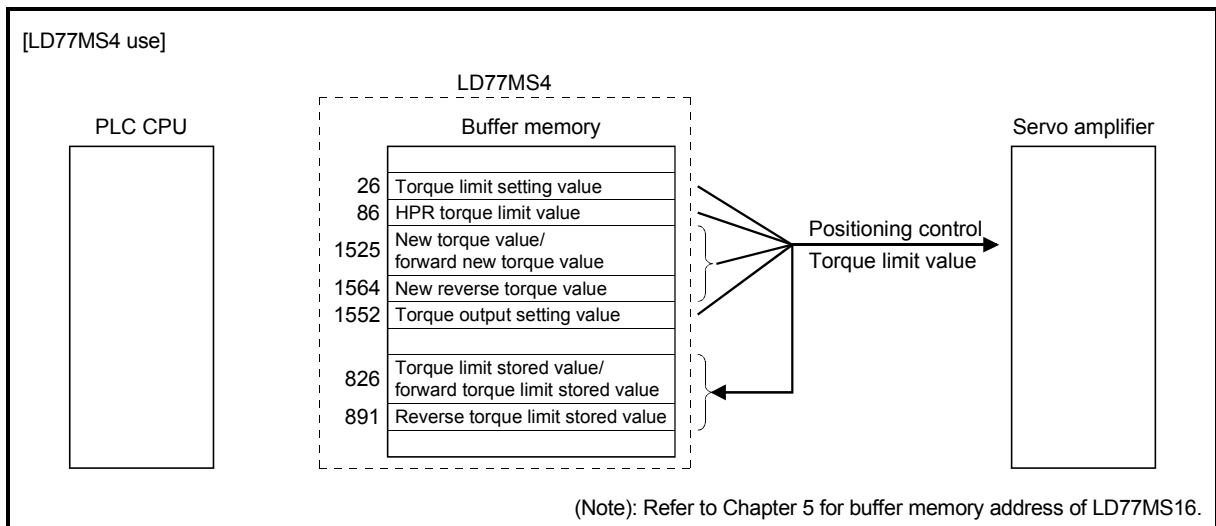 [LD77MS4 use]
LD77MS4
PLC CPU
Buffer memory
Servo amplifier
26 Torque limit setting value
86 HPR torque limit value
1525 New torque value/
forward new torque value
1564 New reverse torque value
1552 Torque output setting value
826 Torque limit stored value/
forward torque limit stored value
891 Reverse torque limit stored value
Positioning control
Torque limit value
(Note): Refer to Chapter 5 for buffer memory address of LD77MS16.